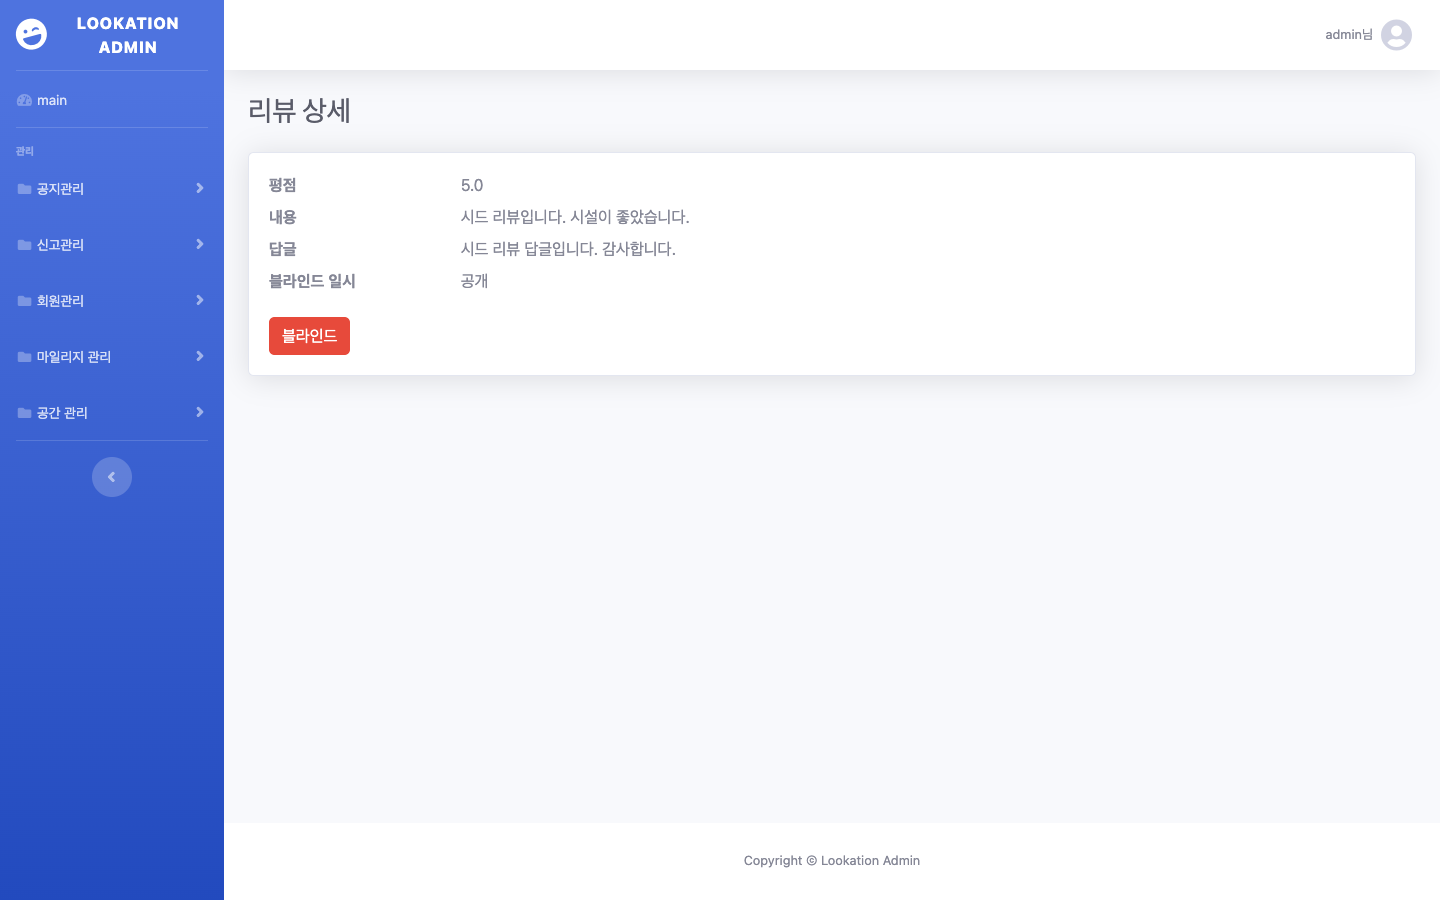 LOOKATION
ADMIN
admin님
main
관리
공지관리
신고관리
회원관리
마일리지 관리
공간 관리
리뷰 상세
평점 5.0
내용 시드 리뷰입니다. 시설이 좋았습니다.
답글 시드 리뷰 답글입니다. 감사합니다.
블라인드 일시 공개
블라인드
Copyright © Lookation Admin